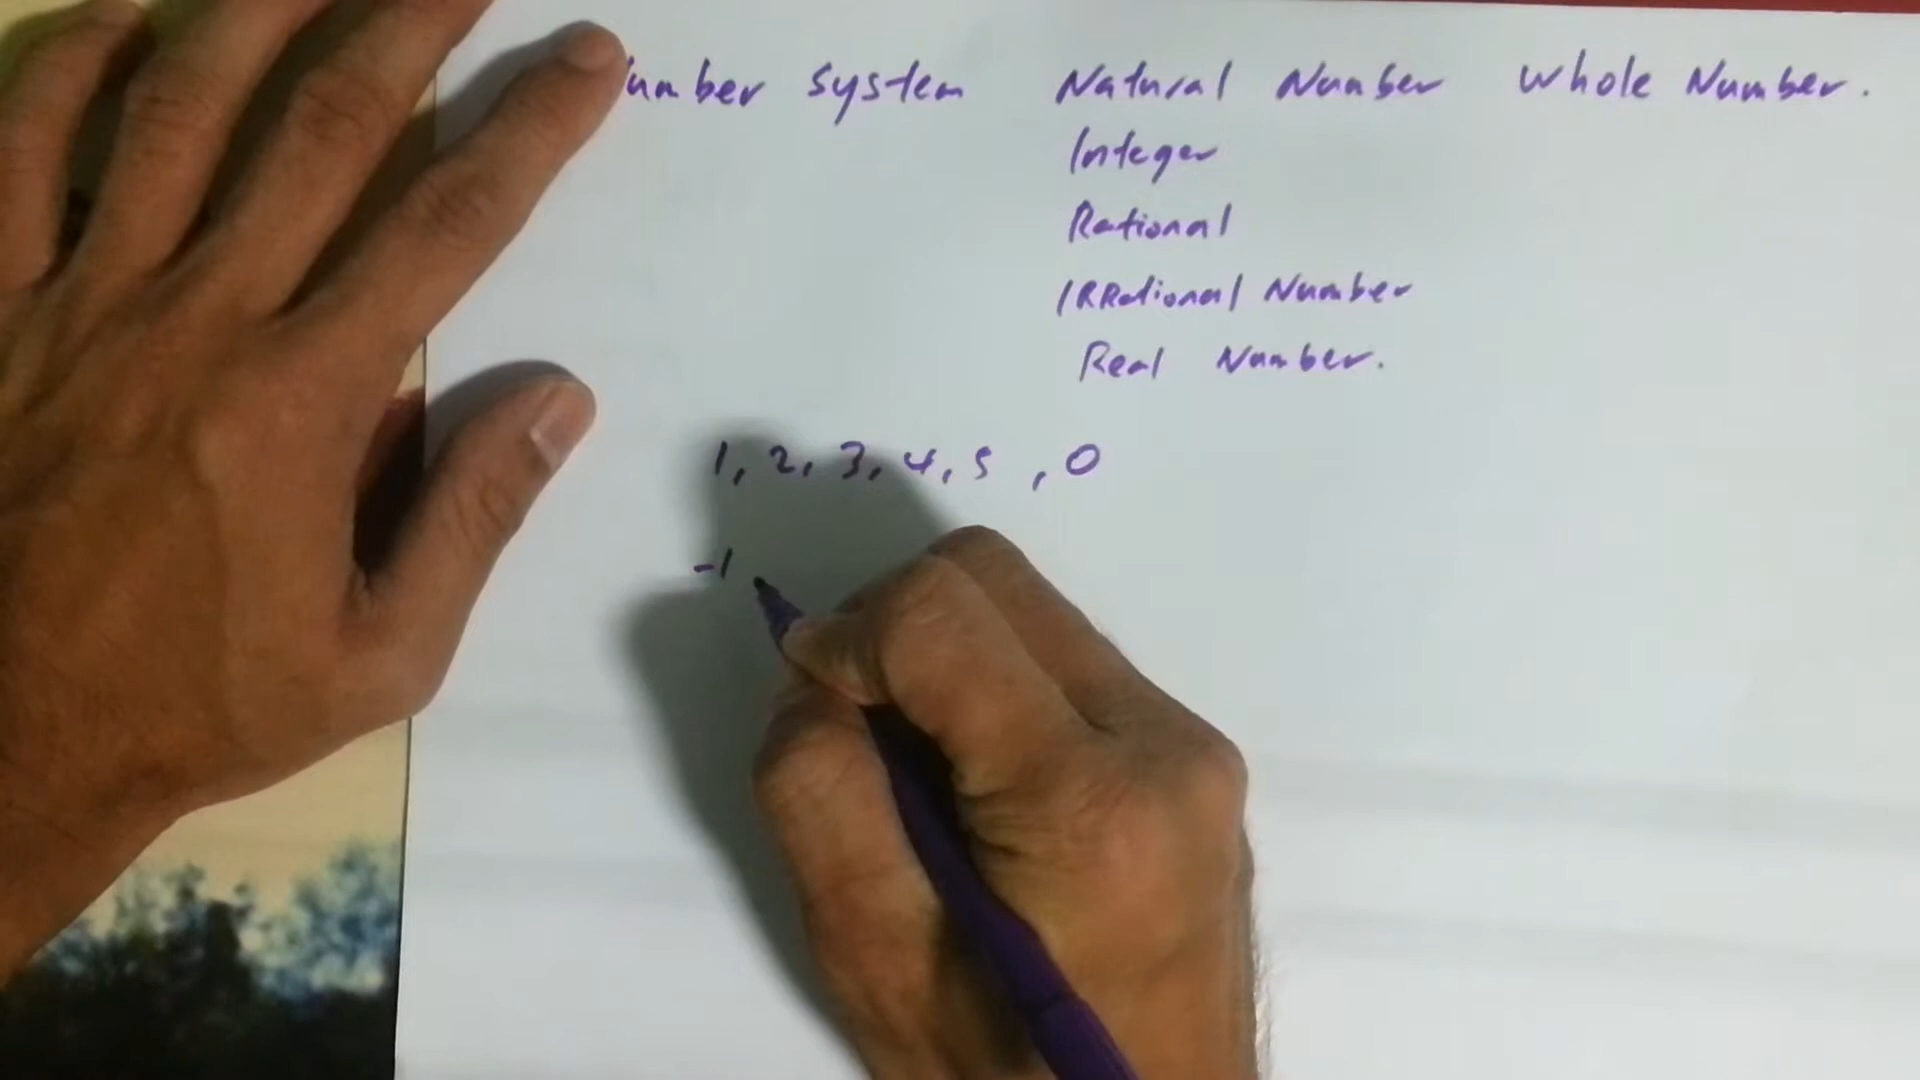 umber system Natural Number Whole Number.
Integer
Rational
IRRational Number
Real Number.
1, 2, 3, 4, 5 , 0
-1